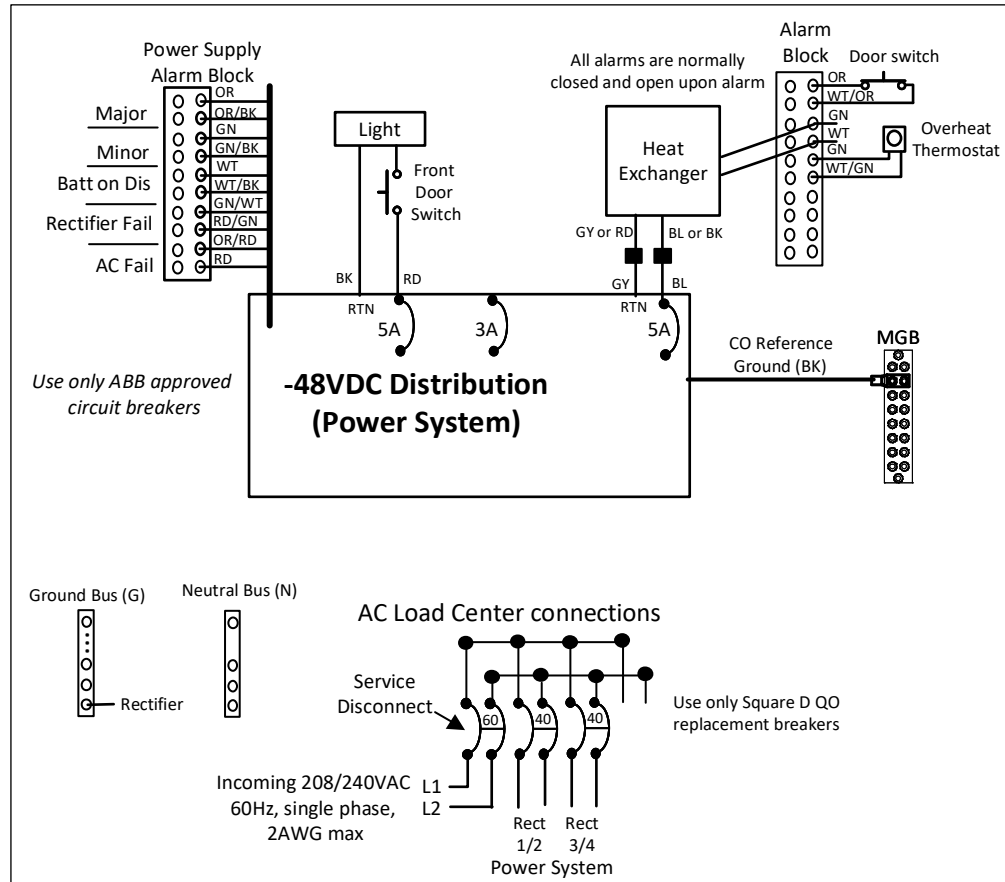 Power Supply
Alarm Block
OR
Major
OR/BK
GN
Minor
GN/BK
WT
Batt on Dis
WT/BK
GN/WT
Rectifier Fail
RD/GN
OR/RD
AC Fail
RD
Light
Front
Door
Switch
BK
RD
RTN
5A
3A
All alarms are normally
closed and open upon alarm
Heat
Exchanger
GY or RD
BL or BK
GY
BL
RTN
5A
Alarm
Block
Door switch
OR
WT/OR
GN
WT
GN
WT/GN
Overheat
Thermostat
Use only ABB approved
circuit breakers
-48VDC Distribution
(Power System)
CO Reference
Ground (BK)
MGB
Ground Bus (G)
Rectifier
Neutral Bus (N)
AC Load Center connections
Service
Disconnect
60
40
40
Use only Square D QO
replacement breakers
Incoming 208/240VAC
60Hz, single phase,
2AWG max
L1
L2
Rect
1/2
Rect
3/4
Power System